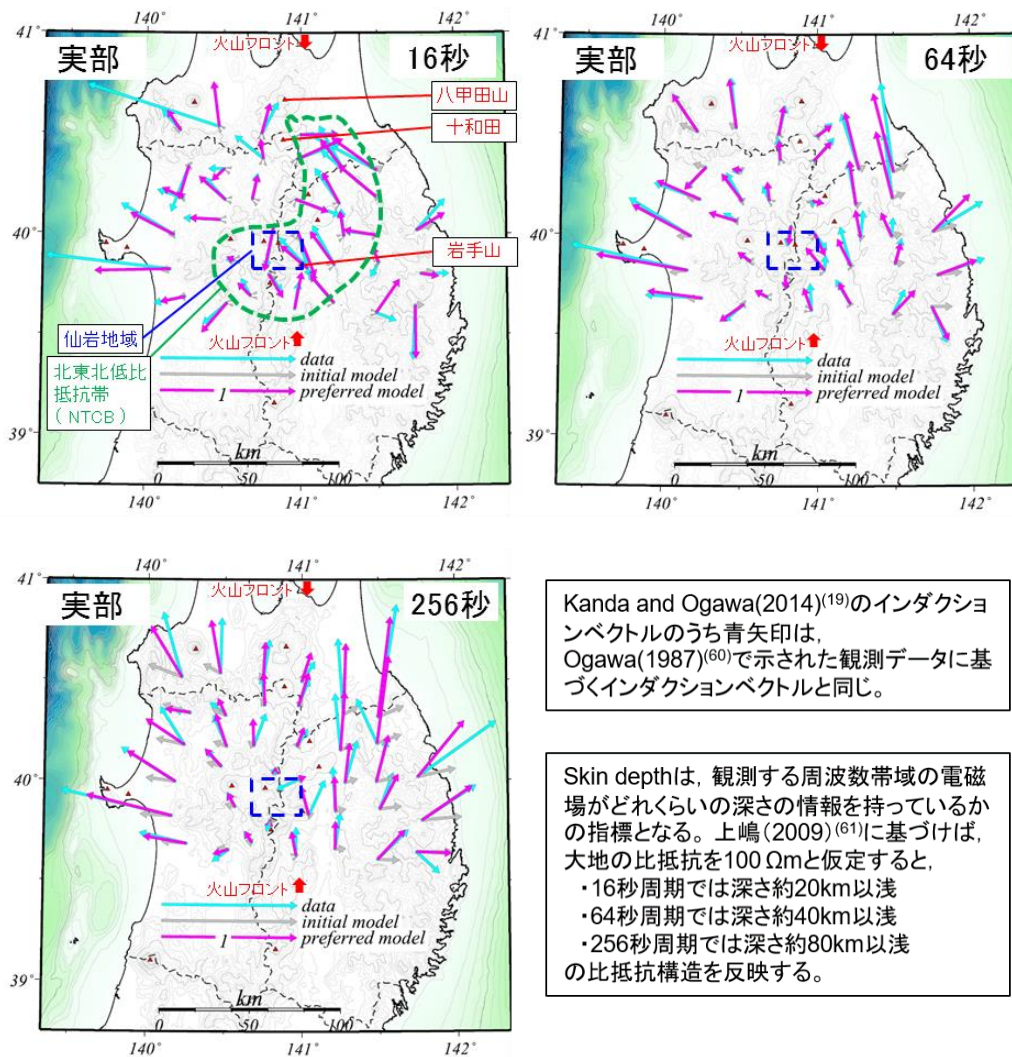 140˚ 141˚ 142˚
41˚
火山フロント
実部 16秒
八甲田山
十和田
40˚
岩手山
仙岩地域
火山フロント
北東北低比
抵抗帯
(NTCB)
data
initial model
1 preferred model
39˚
km
0 50 100
140˚ 141˚ 142˚
140˚ 141˚ 142˚
41˚
火山フロント
実部 64秒
40˚
火山フロント
data
initial model
1 preferred model
39˚
km
0 50 100
140˚ 141˚ 142˚
140˚ 141˚ 142˚
41˚
火山フロント
実部 256秒
40˚
火山フロント
data
initial model
1 preferred model
39˚
km
0 50 100
140˚ 141˚ 142˚
Kanda and Ogawa(2014)(19)のインダクショ
ンベクトルのうち青矢印は,
Ogawa(1987)(60)で示された観測データに基
づくインダクションベクトルと同じ。
Skin depthは, 観測する周波数帯域の電磁
場がどれくらいの深さの情報を持っているか
の指標となる。上嶋(2009)(61)に基づけば,
大地の比抵抗を100 Ωmと仮定すると,
・16秒周期では深さ約20km以浅
・64秒周期では深さ約40km以浅
・256秒周期では深さ約80km以浅
の比抵抗構造を反映する。